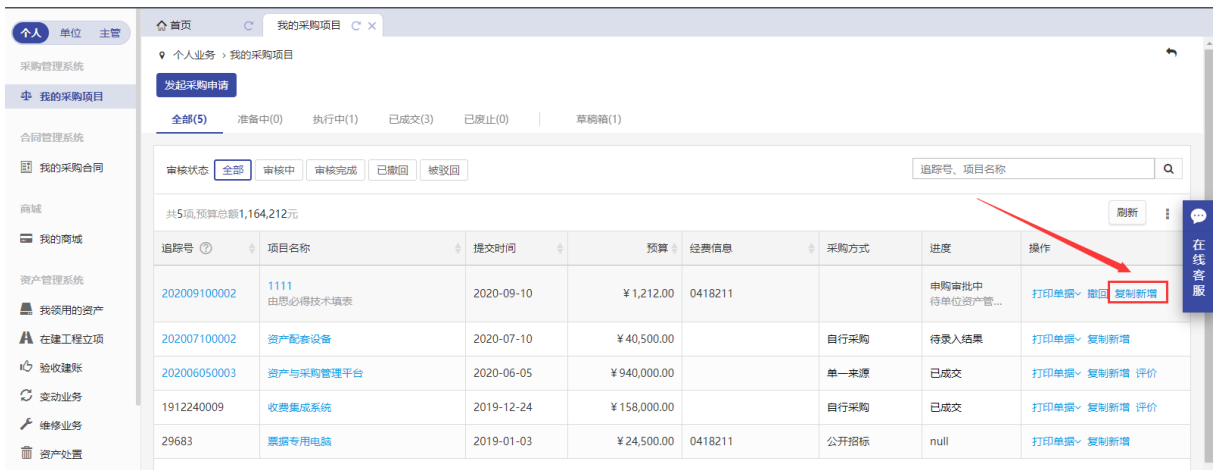 个人 单位 主管
采购管理系统
我的采购项目
合同管理系统
我的采购合同
商城
我的商城
资产管理系统
我领用的资产
在建工程立项
验收建账
变动业务
维修业务
资产处置
首页 我的采购项目
个人业务 › 我的采购项目
发起采购申请
全部(5) 准备中(0) 执行中(1) 已成交(3) 已废止(0) 草稿箱(1)
审核状态 全部 审核中 审核完成 已撤回 被驳回 追踪号、项目名称
共5项,预算总额1,164,212元 刷新
追踪号 项目名称 提交时间 预算 经费信息 采购方式 进度 操作
202009100002 1111 2020-09-10 ¥1,212.00 0418211 申购审批中 打印单据 撤回 复制新增
由思必得技术填表 待单位资产管...
202007100002 资产配套设备 2020-07-10 ¥40,500.00 自行采购 待录入结果 打印单据 复制新增
202006050003 资产与采购管理平台 2020-06-05 ¥940,000.00 单一来源 已成交 打印单据 复制新增 评价
1912240009 收费集成系统 2019-12-24 ¥158,000.00 自行采购 已成交 打印单据 复制新增 评价
29683 票据专用电脑 2019-01-03 ¥24,500.00 0418211 公开招标 null 打印单据 复制新增
在线客服